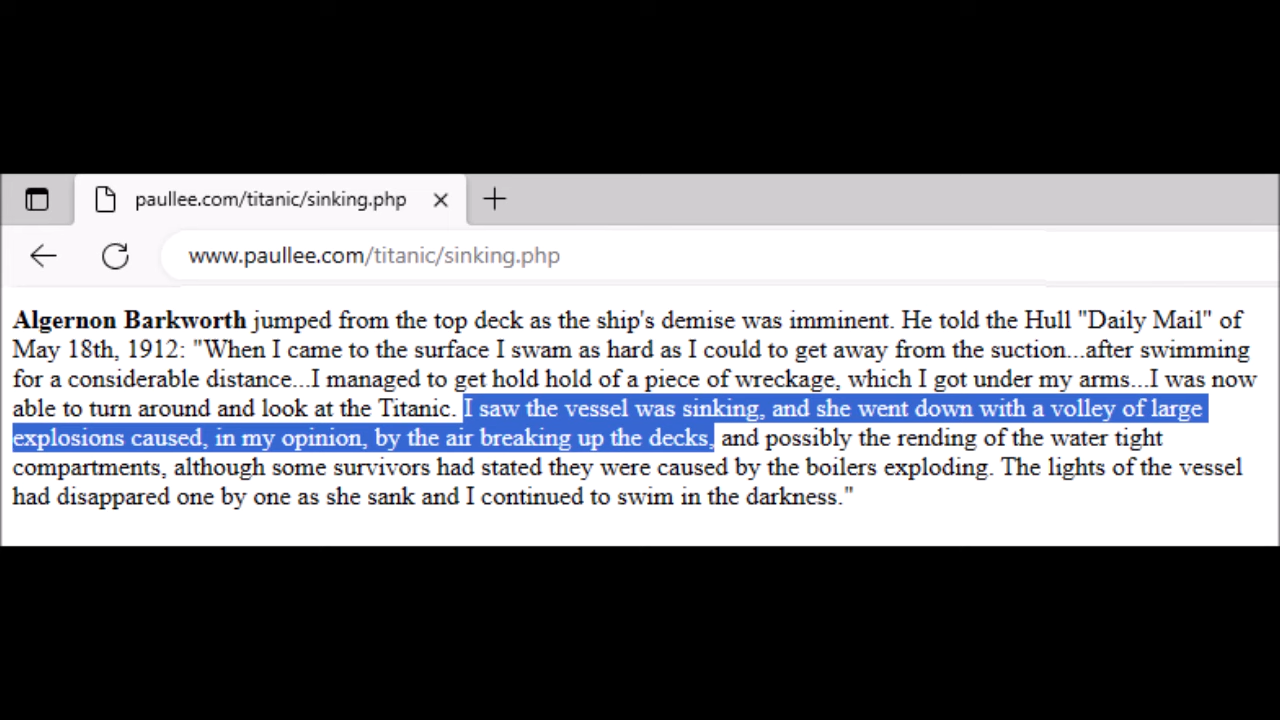 paullee.com/titanic/sinking.php
www.paullee.com/titanic/sinking.php
Algernon Barkworth jumped from the top deck as the ship's demise was imminent. He told the Hull "Daily Mail" of
May 18th, 1912: "When I came to the surface I swam as hard as I could to get away from the suction...after swimming
for a considerable distance...I managed to get hold hold of a piece of wreckage, which I got under my arms...I was now
able to turn around and look at the Titanic. I saw the vessel was sinking, and she went down with a volley of large
explosions caused, in my opinion, by the air breaking up the decks, and possibly the rending of the water tight
compartments, although some survivors had stated they were caused by the boilers exploding. The lights of the vessel
had disappared one by one as she sank and I continued to swim in the darkness."